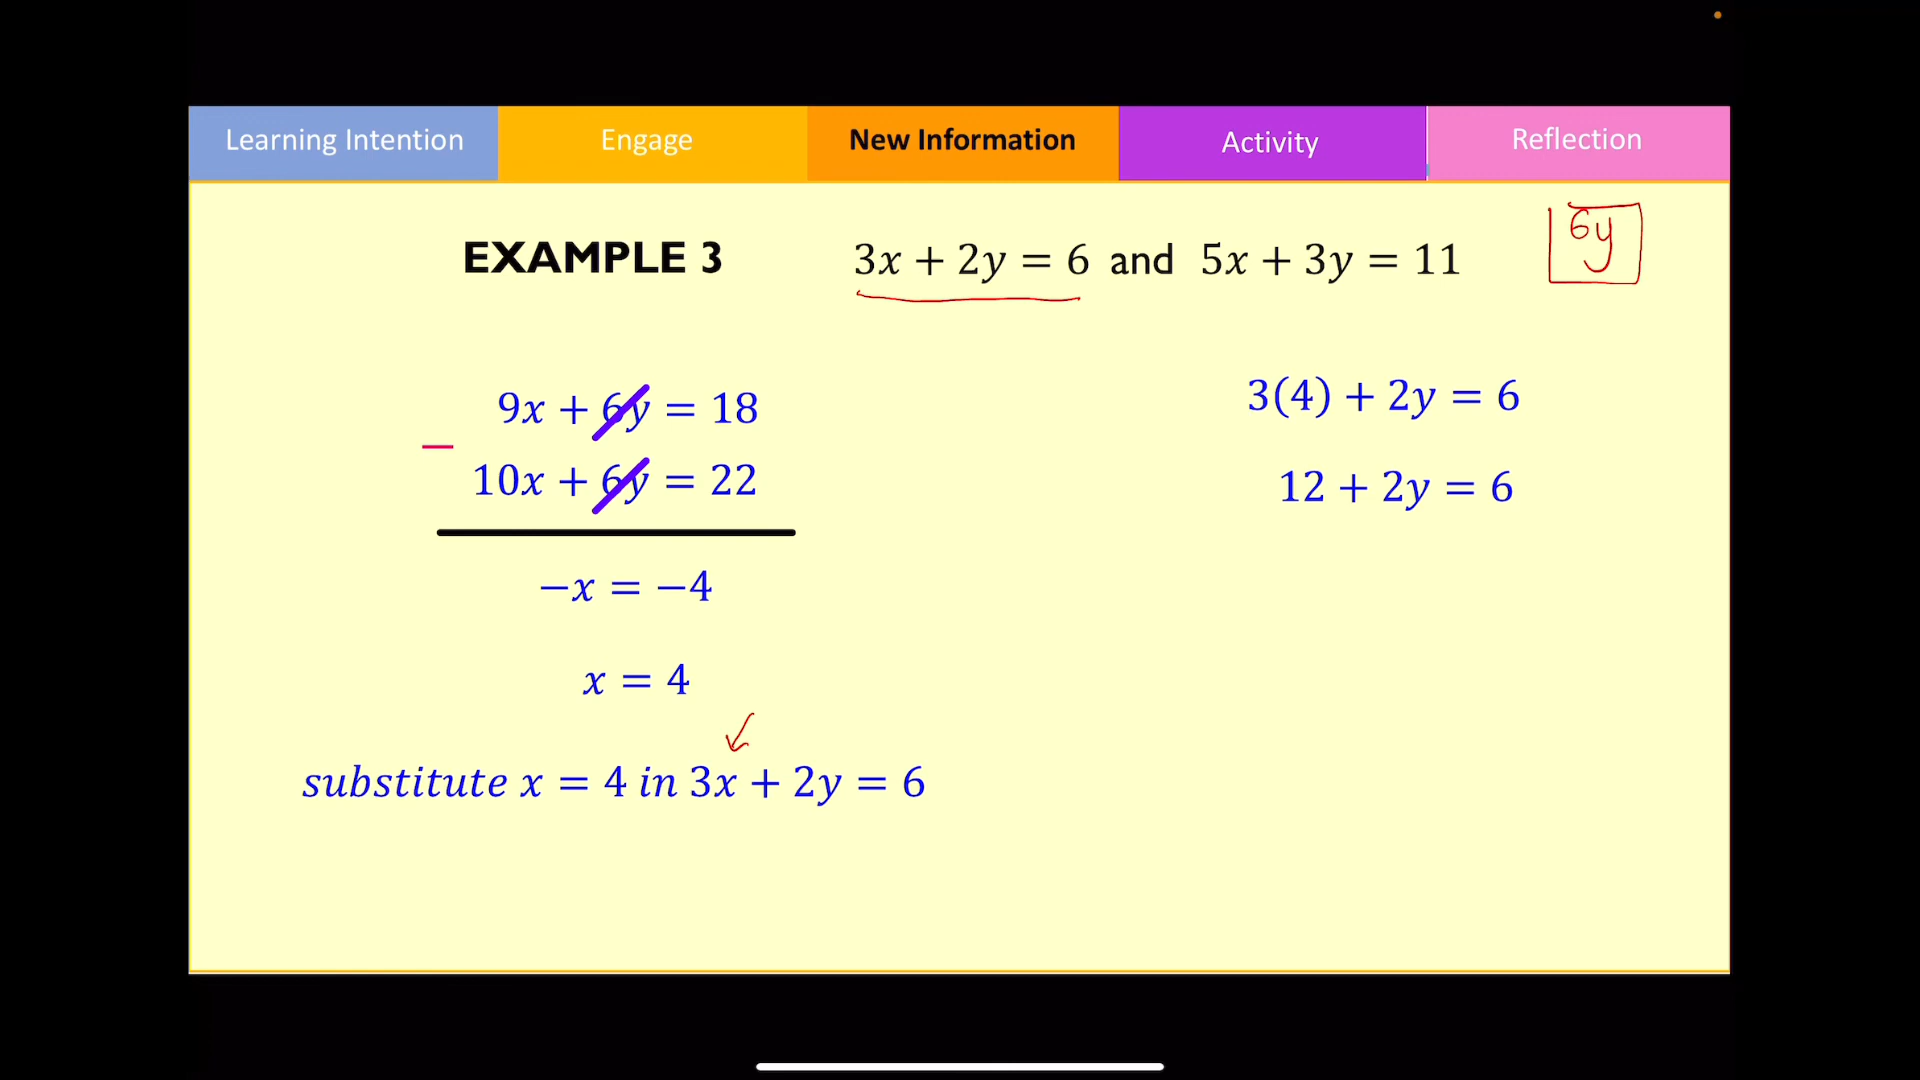 Learning Intention Engage New Information Activity Reflection
EXAMPLE 3 3x + 2y = 6 and 5x + 3y = 11 6y
9x + 6y = 18
−
10x + 6y = 22
−x = −4
x = 4
substitute x = 4 in 3x + 2y = 6
3(4) + 2y = 6
12 + 2y = 6